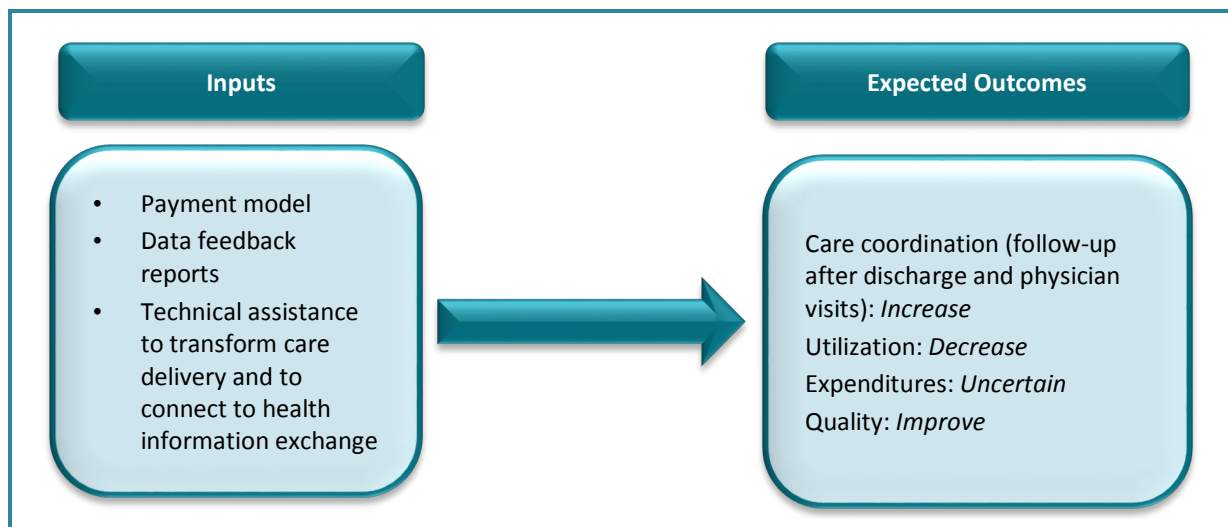 Inputs
• Payment model
• Data feedback
reports
• Technical assistance
to transform care
delivery and to
connect to health
information exchange
Expected Outcomes
Care coordination (follow-up
after discharge and physician
visits): Increase
Utilization: Decrease
Expenditures: Uncertain
Quality: Improve